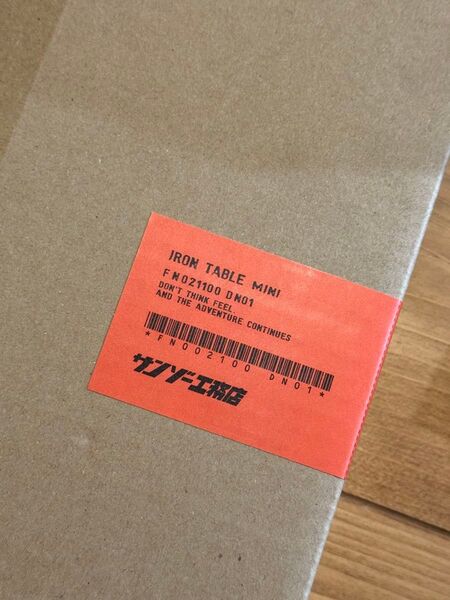 IRON TABLE MINI
FN021100 DN01
DON'T THINK.FEEL.
AND THE ADVENTURE CONTINUES
*FN002100 DN01*
サンゾー工務店